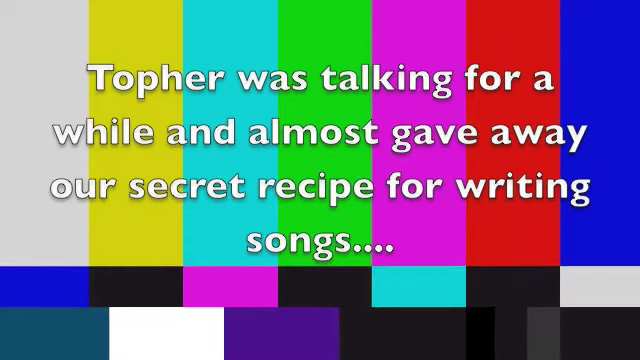 Topher was talking for a
while and almost gave away
our secret recipe for writing
songs....